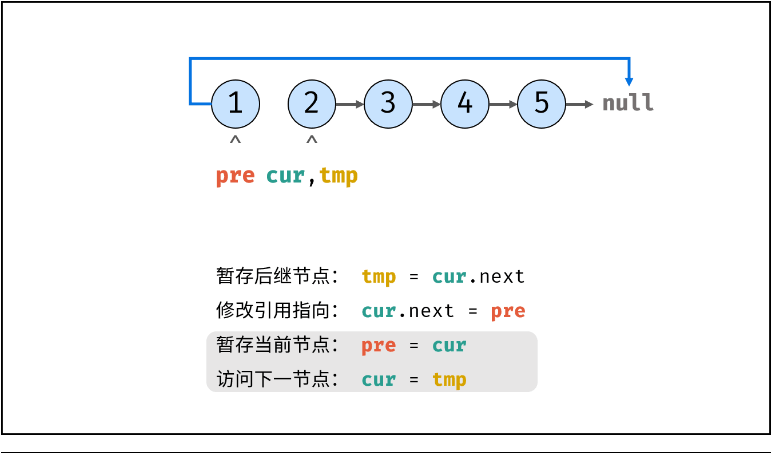 1 2 3 4 5 null
^ ^
pre cur,tmp
暂存后继节点： tmp = cur.next
修改引用指向： cur.next = pre
暂存当前节点： pre = cur
访问下一节点： cur = tmp